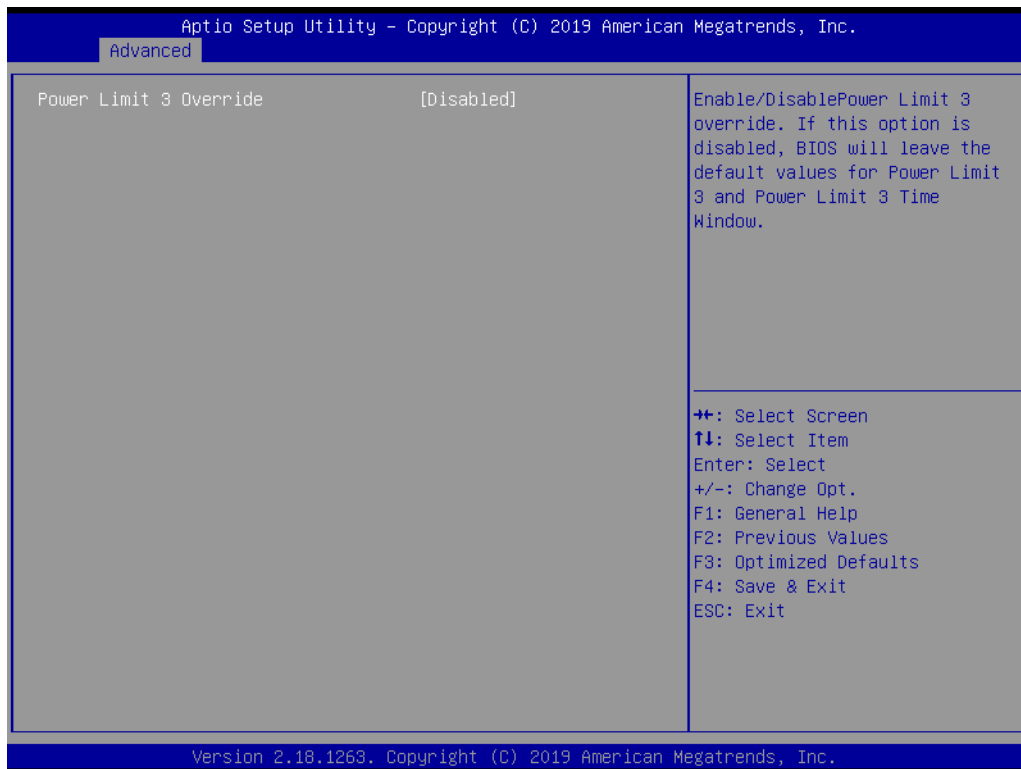 Aptio Setup Utility – Copyright (C) 2019 American Megatrends, Inc.
Advanced
Power Limit 3 Override [Disabled]
Enable/DisablePower Limit 3
override. If this option is
disabled, BIOS will leave the
default values for Power Limit
3 and Power Limit 3 Time
Window.
→←: Select Screen
↑↓: Select Item
Enter: Select
+/-: Change Opt.
F1: General Help
F2: Previous Values
F3: Optimized Defaults
F4: Save & Exit
ESC: Exit
Version 2.18.1263. Copyright (C) 2019 American Megatrends, Inc.